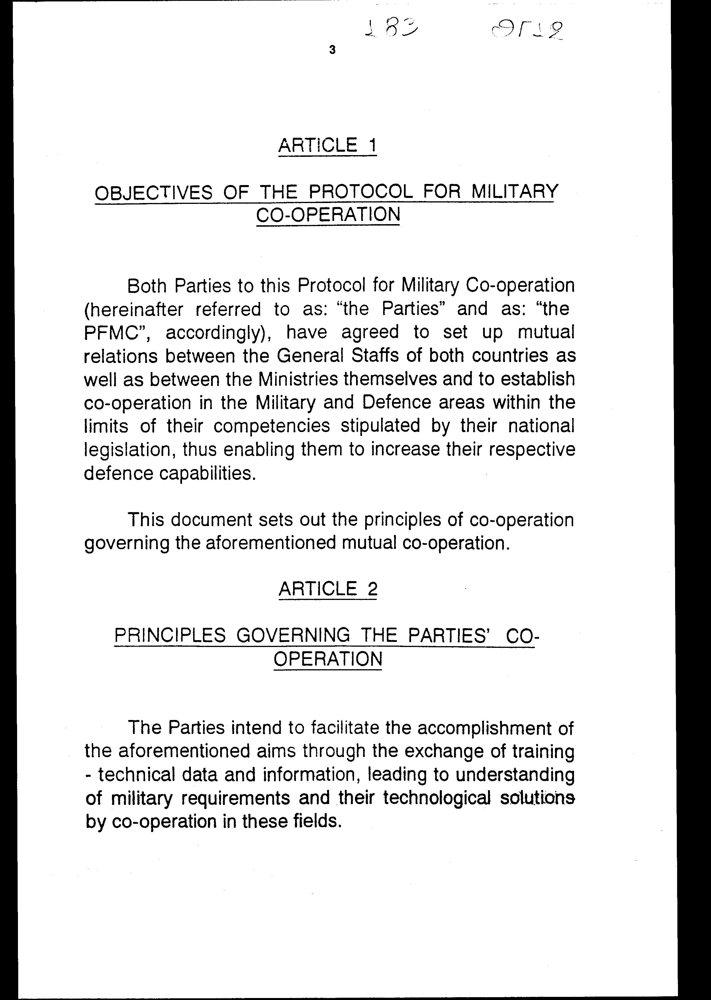 183
3
ARTICLE 1
OBJECTIVES OF THE PROTOCOL FOR MILITARY
CO-OPERATION
Both Parties to this Protocol for Military Co-operation
(hereinafter referred to as: “the Parties” and as: “the
PFMC”, accordingly), have agreed to set up mutual
relations between the General Staffs of both countries as
well as between the Ministries themselves and to establish
co-operation in the Military and Defence areas within the
limits of their competencies stipulated by their national
legislation, thus enabling them to increase their respective
defence capabilities.
This document sets out the principles of co-operation
governing the aforementioned mutual co-operation.
ARTICLE 2
PRINCIPLES GOVERNING THE PARTIES’ CO-
OPERATION
The Parties intend to facilitate the accomplishment of
the aforementioned aims through the exchange of training
- technical data and information, leading to understanding
of military requirements and their technological solutions
by co-operation in these fields.